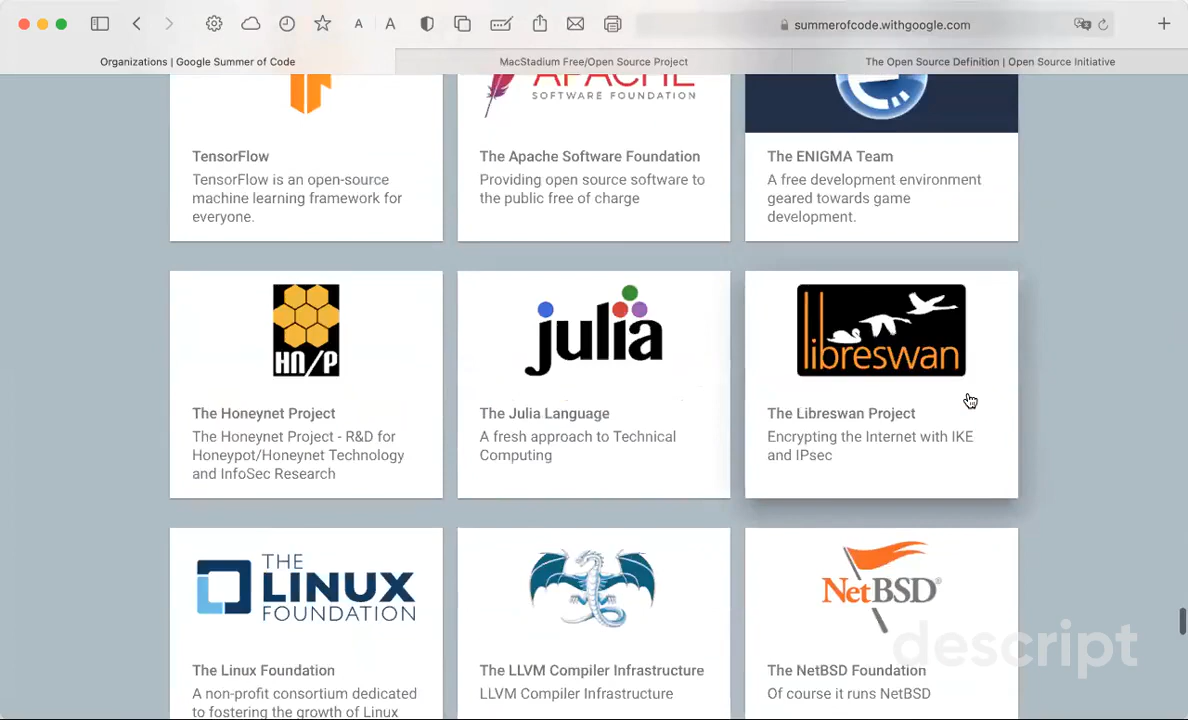 A A
summerofcode.withgoogle.com
Organizations | Google Summer of Code
MacStadium Free/Open Source Project
The Open Source Definition | Open Source Initiative
APACHE
SOFTWARE FOUNDATION
TensorFlow
TensorFlow is an open-source
machine learning framework for
everyone.
The Apache Software Foundation
Providing open source software to
the public free of charge
The ENIGMA Team
A free development environment
geared towards game
development.
HN/P
julia
libreswan
The Honeynet Project
The Honeynet Project - R&D for
Honeypot/Honeynet Technology
and InfoSec Research
The Julia Language
A fresh approach to Technical
Computing
The Libreswan Project
Encrypting the Internet with IKE
and IPsec
THE
LINUX
FOUNDATION
NetBSD®
The Linux Foundation
A non-profit consortium dedicated
to fostering the growth of Linux
The LLVM Compiler Infrastructure
LLVM Compiler Infrastructure
The NetBSD Foundation
Of course it runs NetBSD
descript